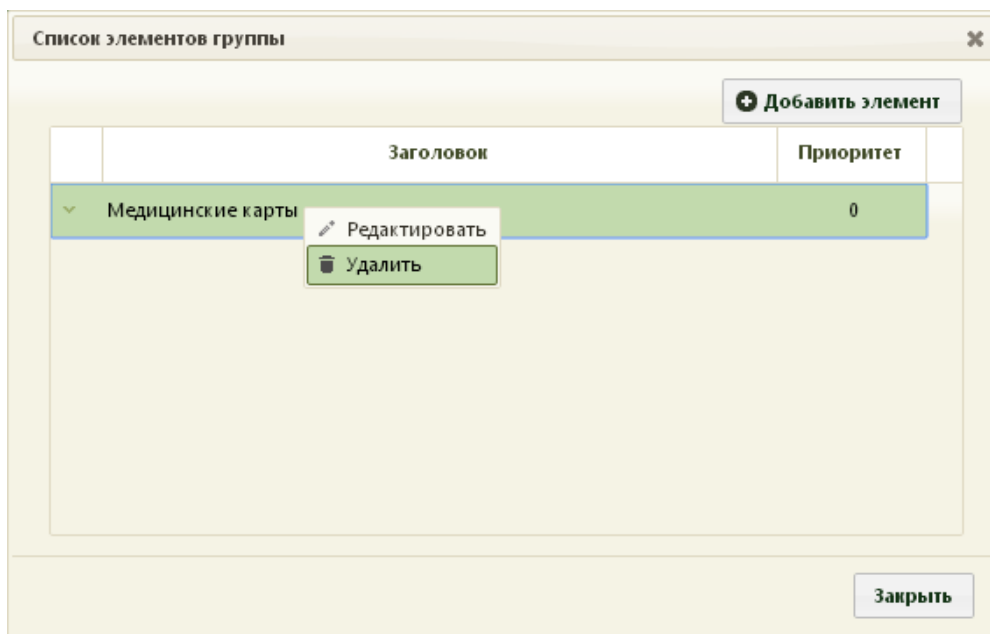 Список элементов группы
Добавить элемент
Заголовок Приоритет
Медицинские карты 0
Редактировать
Удалить
Закрыть